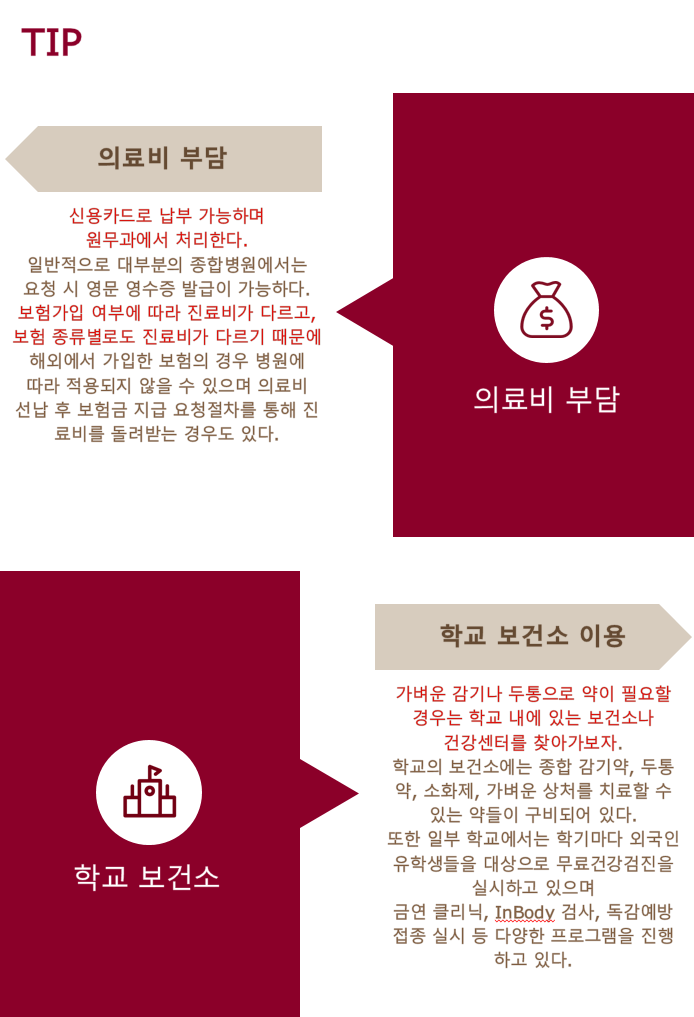 TIP
의료비 부담
신용카드로 납부 가능하며
원무과에서 처리한다.
일반적으로 대부분의 종합병원에서는
요청 시 영문 영수증 발급이 가능하다.
보험가입 여부에 따라 진료비가 다르고,
보험 종류별로도 진료비가 다르기 때문에
해외에서 가입한 보험의 경우 병원에
따라 적용되지 않을 수 있으며 의료비
선납 후 보험금 지급 요청절차를 통해 진
료비를 돌려받는 경우도 있다.
$
의료비 부담
학교 보건소
학교 보건소 이용
가벼운 감기나 두통으로 약이 필요할
경우는 학교 내에 있는 보건소나
건강센터를 찾아가보자.
학교의 보건소에는 종합 감기약, 두통
약, 소화제, 가벼운 상처를 치료할 수
있는 약들이 구비되어 있다.
또한 일부 학교에서는 학기마다 외국인
유학생들을 대상으로 무료건강검진을
실시하고 있으며
금연 클리닉, InBody 검사, 독감예방
접종 실시 등 다양한 프로그램을 진행
하고 있다.